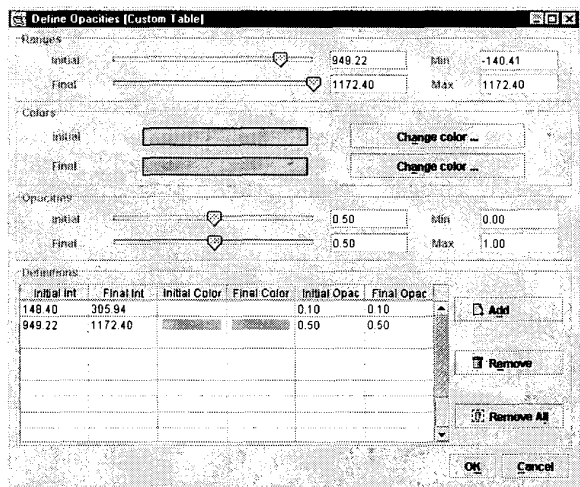 Define Opacities [Custom Table]
Ranges
Initial 949.22 Min -140.41
Final 1172.40 Max 1172.40
Colors
Initial Change color ...
Final Change color ...
Opacities
Initial 0.50 Min 0.00
Final 0.50 Max 1.00
Definitions
Initial Int Final Int Initial Color Final Color Initial Opac Final Opac
148.40 305.94 0.10 0.10
949.22 1172.40 0.50 0.50
Add
Remove
Remove All
OK Cancel